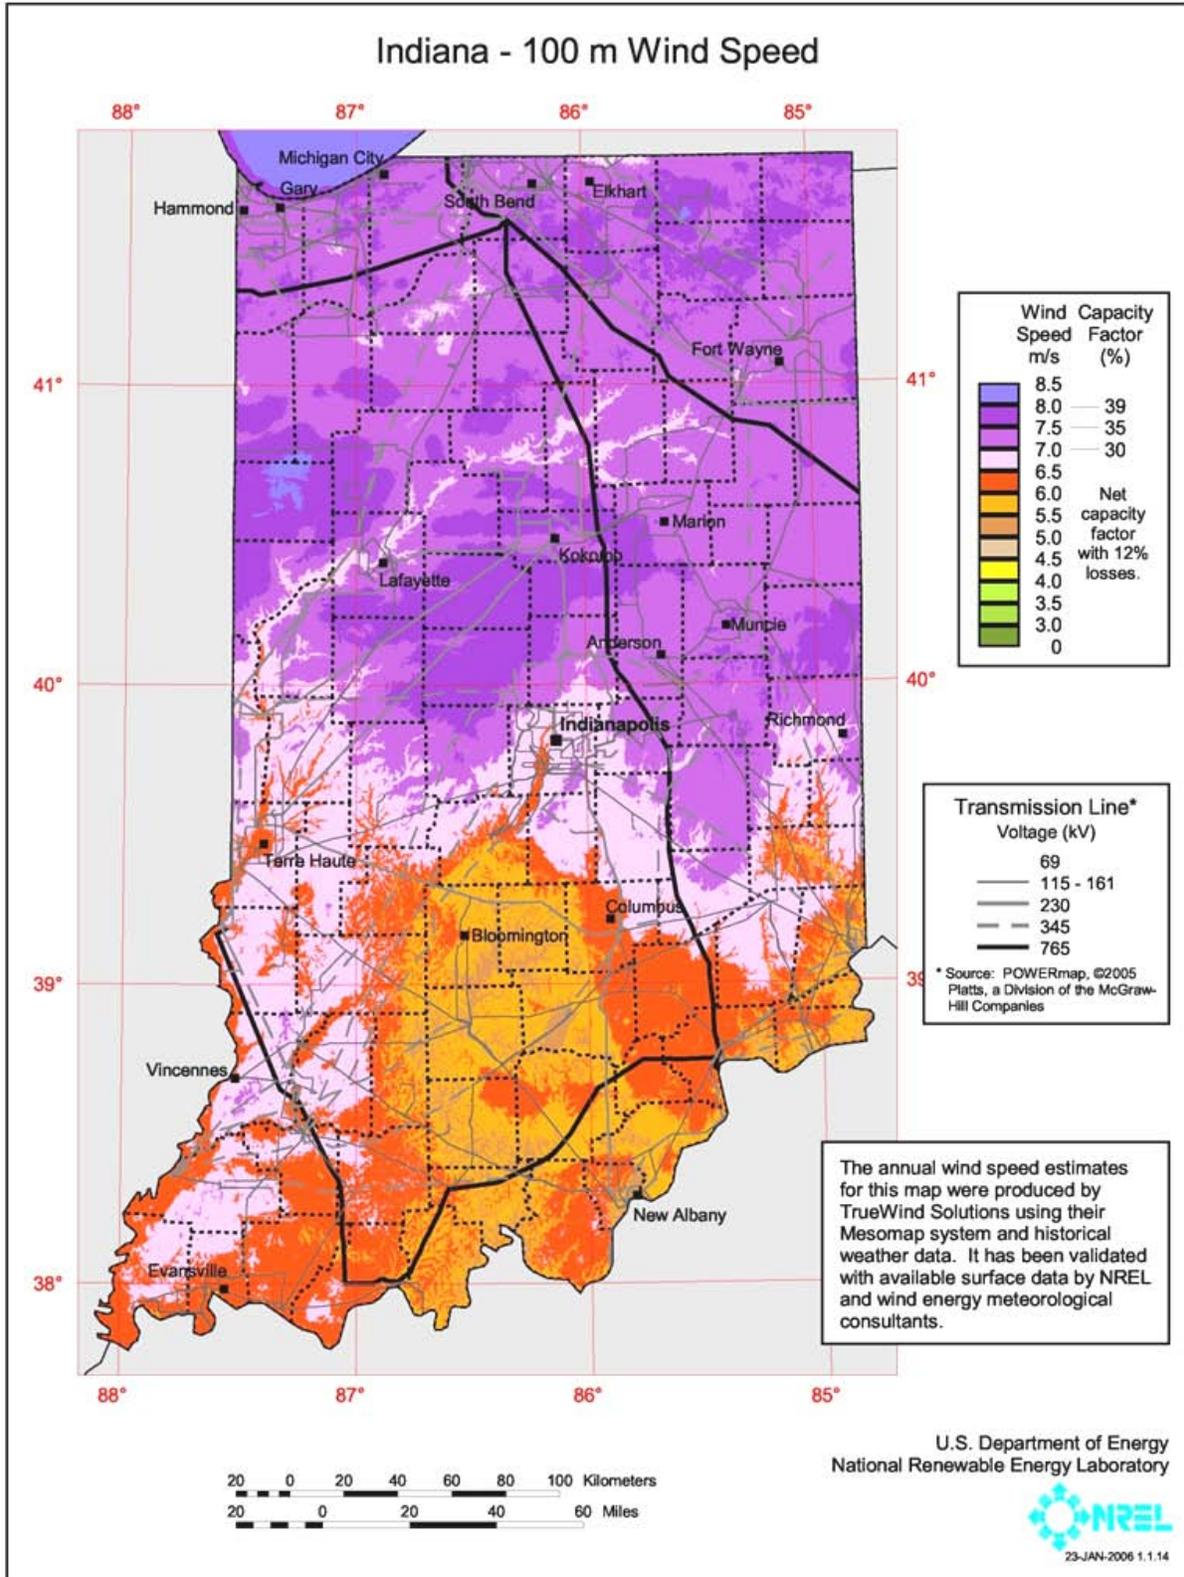 Indiana - 100 m Wind Speed
88°
87°
86°
85°
Michigan City
Gary
Hammond
South Bend
Elkhart
Fort Wayne
41°
41°
Marion
Kokomo
Lafayette
Muncie
Anderson
40°
40°
Richmond
Indianapolis
Terre Haute
Columbus
Bloomington
39°
39
Vincennes
New Albany
Evansville
38°
88°
87°
86°
85°
Wind Capacity
Speed Factor
m/s (%)
8.5
8.0 39
7.5 35
7.0 30
6.5
6.0
5.5
5.0
4.5
4.0
3.5
3.0
0
Net
capacity
factor
with 12%
losses.
Transmission Line*
Voltage (kV)
69
115 - 161
230
345
765
* Source: POWERmap, ©2005
Platts, a Division of the McGraw-
Hill Companies
The annual wind speed estimates
for this map were produced by
TrueWind Solutions using their
Mesomap system and historical
weather data. It has been validated
with available surface data by NREL
and wind energy meteorological
consultants.
U.S. Department of Energy
National Renewable Energy Laboratory
20 0 20 40 60 80 100 Kilometers
20 0 20 40 60 Miles
NREL
23-JAN-2006 1.1.14